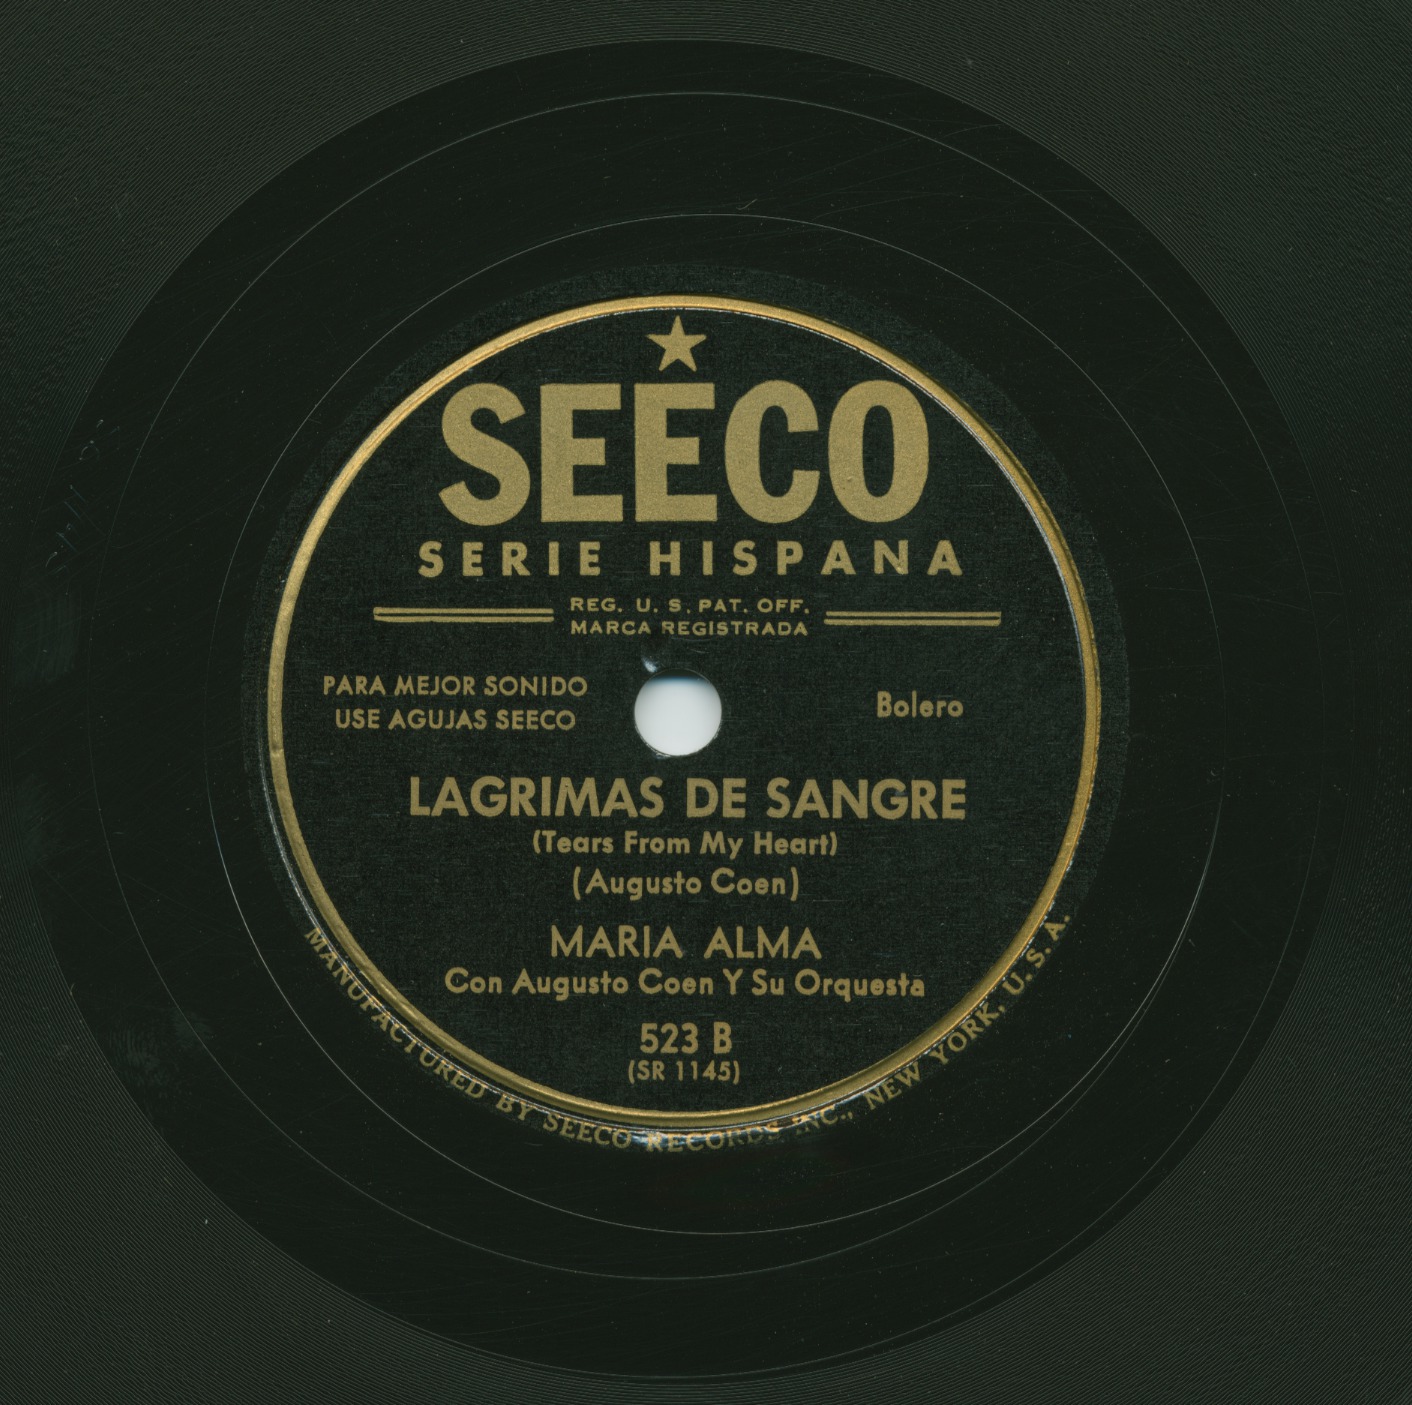 SEECO
SERIE HISPANA
REG. U. S. PAT. OFF.
MARCA REGISTRADA
PARA MEJOR SONIDO
USE AGUJAS SEECO
Bolero
LAGRIMAS DE SANGRE
(Tears From My Heart)
(Augusto Coen)
MARIA ALMA
Con Augusto Coen Y Su Orquesta
523 B
(SR 1145)
MANUFACTURED BY SEECO RECORDS INC., NEW YORK, U. S. A.